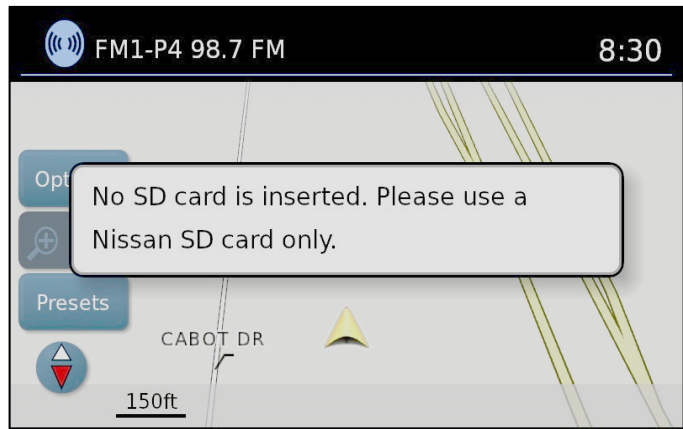 FM1-P4 98.7 FM
8:30
Opt
No SD card is inserted. Please use a
Nissan SD card only.
Presets
CABOT DR
150ft